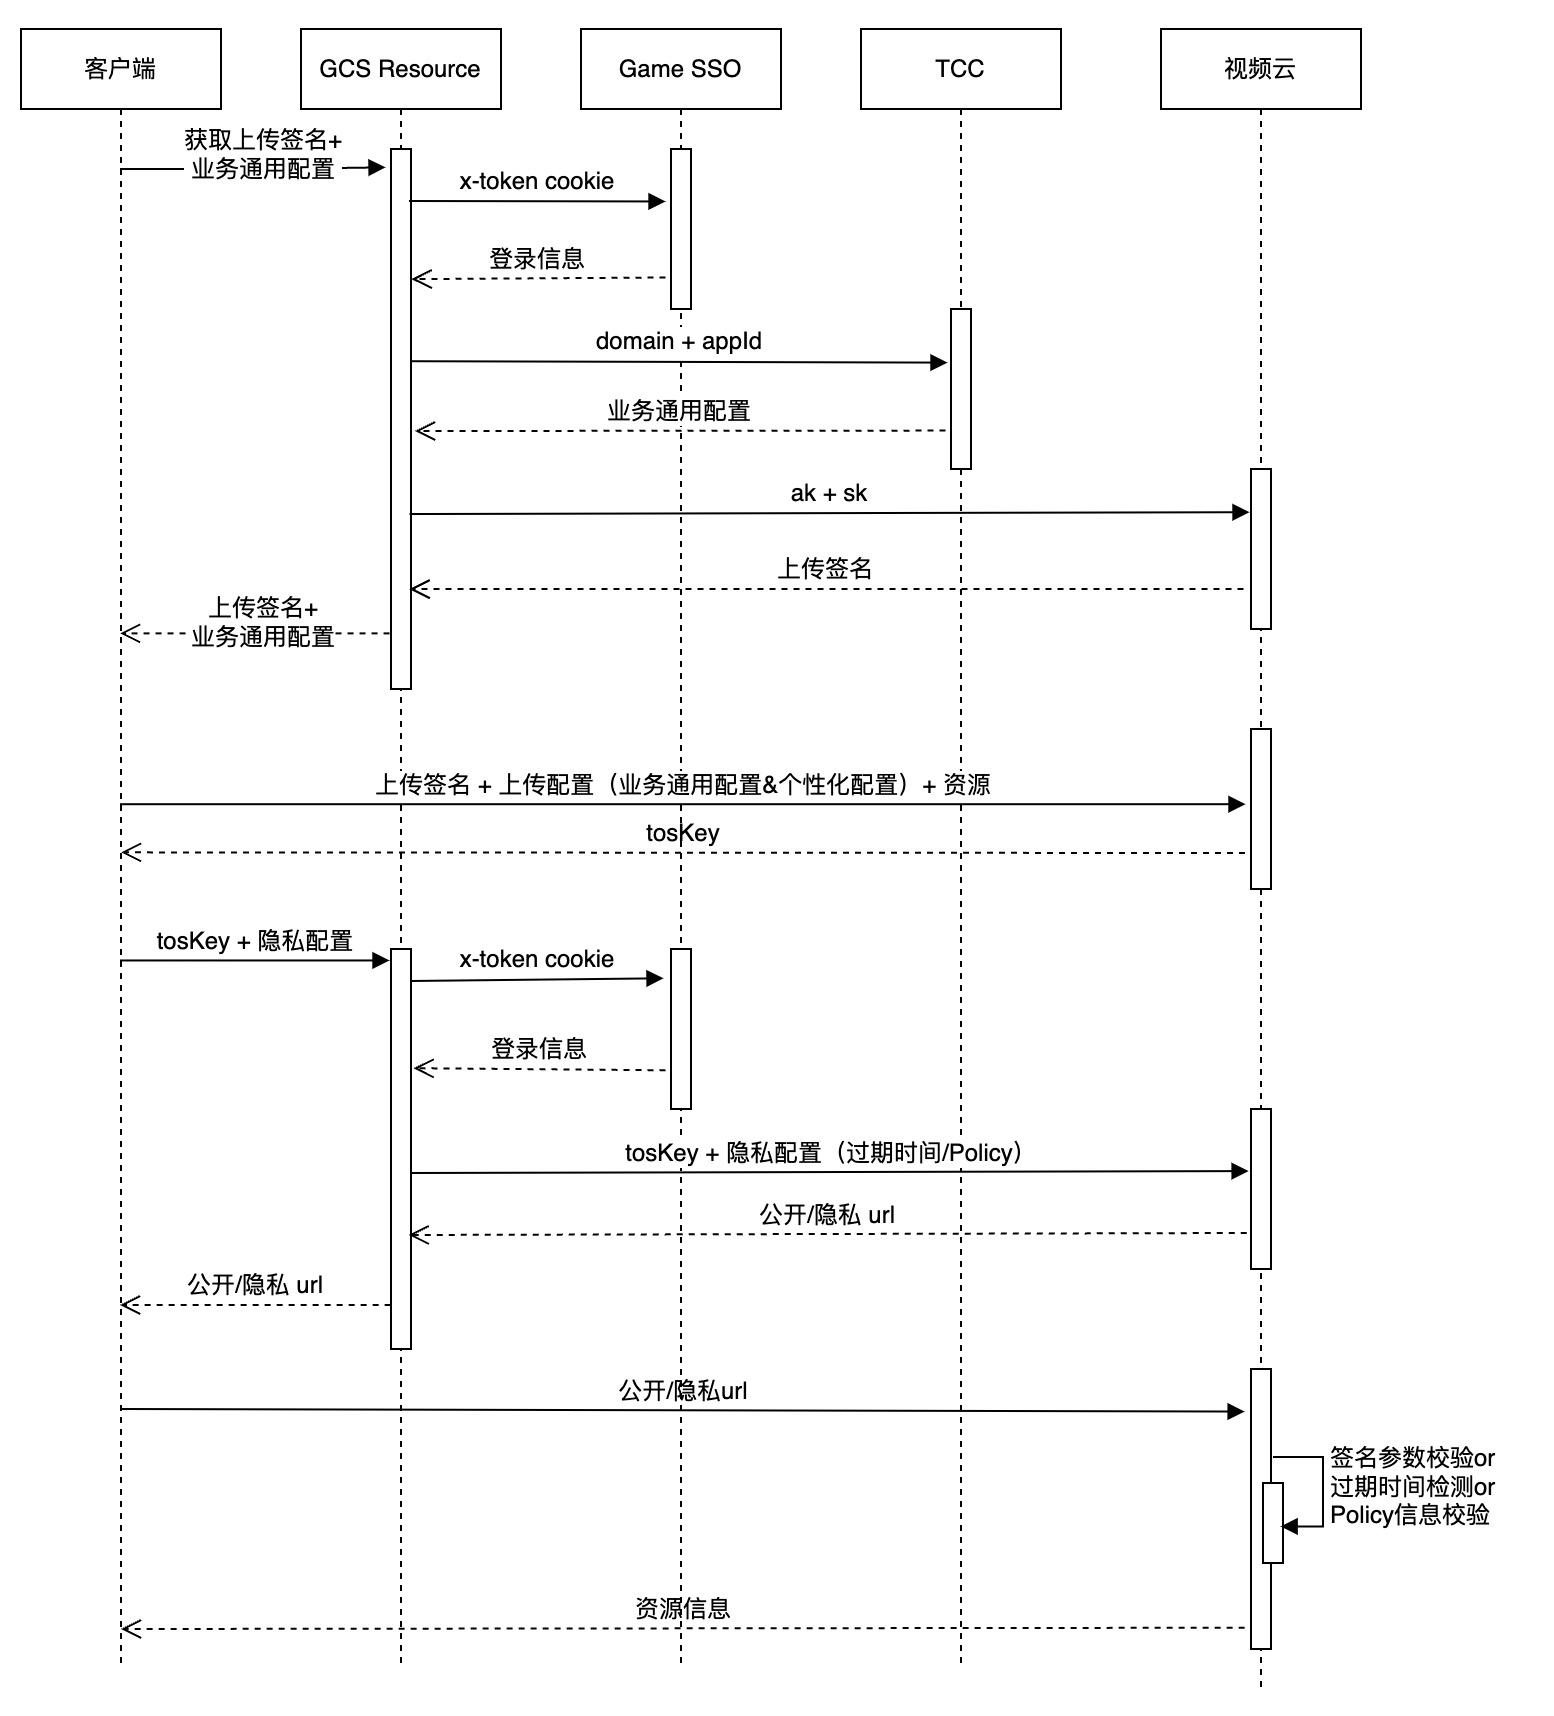 客户端
GCS Resource
Game SSO
TCC
视频云
获取上传签名+
业务通用配置
x-token cookie
登录信息
domain + appId
业务通用配置
ak + sk
上传签名
上传签名+
业务通用配置
上传签名 + 上传配置（业务通用配置&个性化配置）+ 资源
tosKey
tosKey + 隐私配置
x-token cookie
登录信息
tosKey + 隐私配置（过期时间/Policy）
公开/隐私 url
公开/隐私 url
公开/隐私url
签名参数校验or
过期时间检测or
Policy信息校验
资源信息